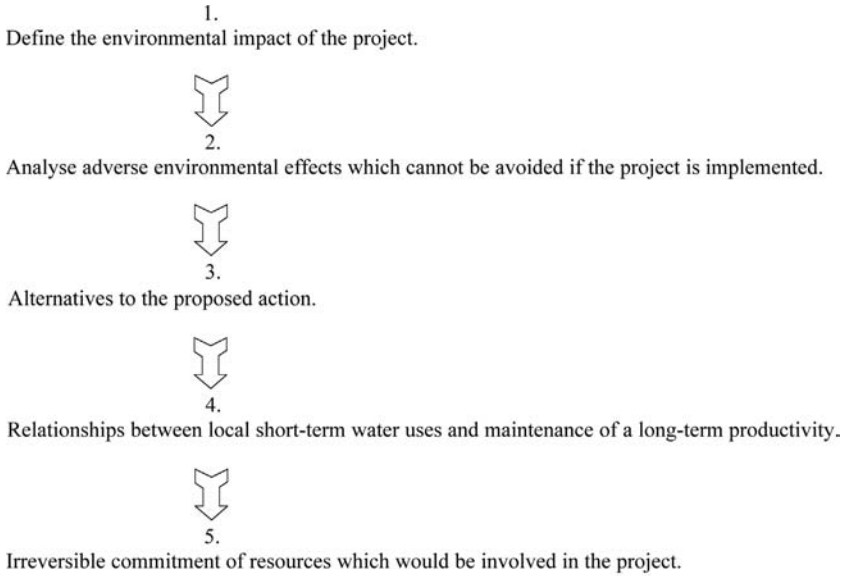 1.
Define the environmental impact of the project.
2.
Analyse adverse environmental effects which cannot be avoided if the project is implemented.
3.
Alternatives to the proposed action.
4.
Relationships between local short-term water uses and maintenance of a long-term productivity.
5.
Irreversible commitment of resources which would be involved in the project.